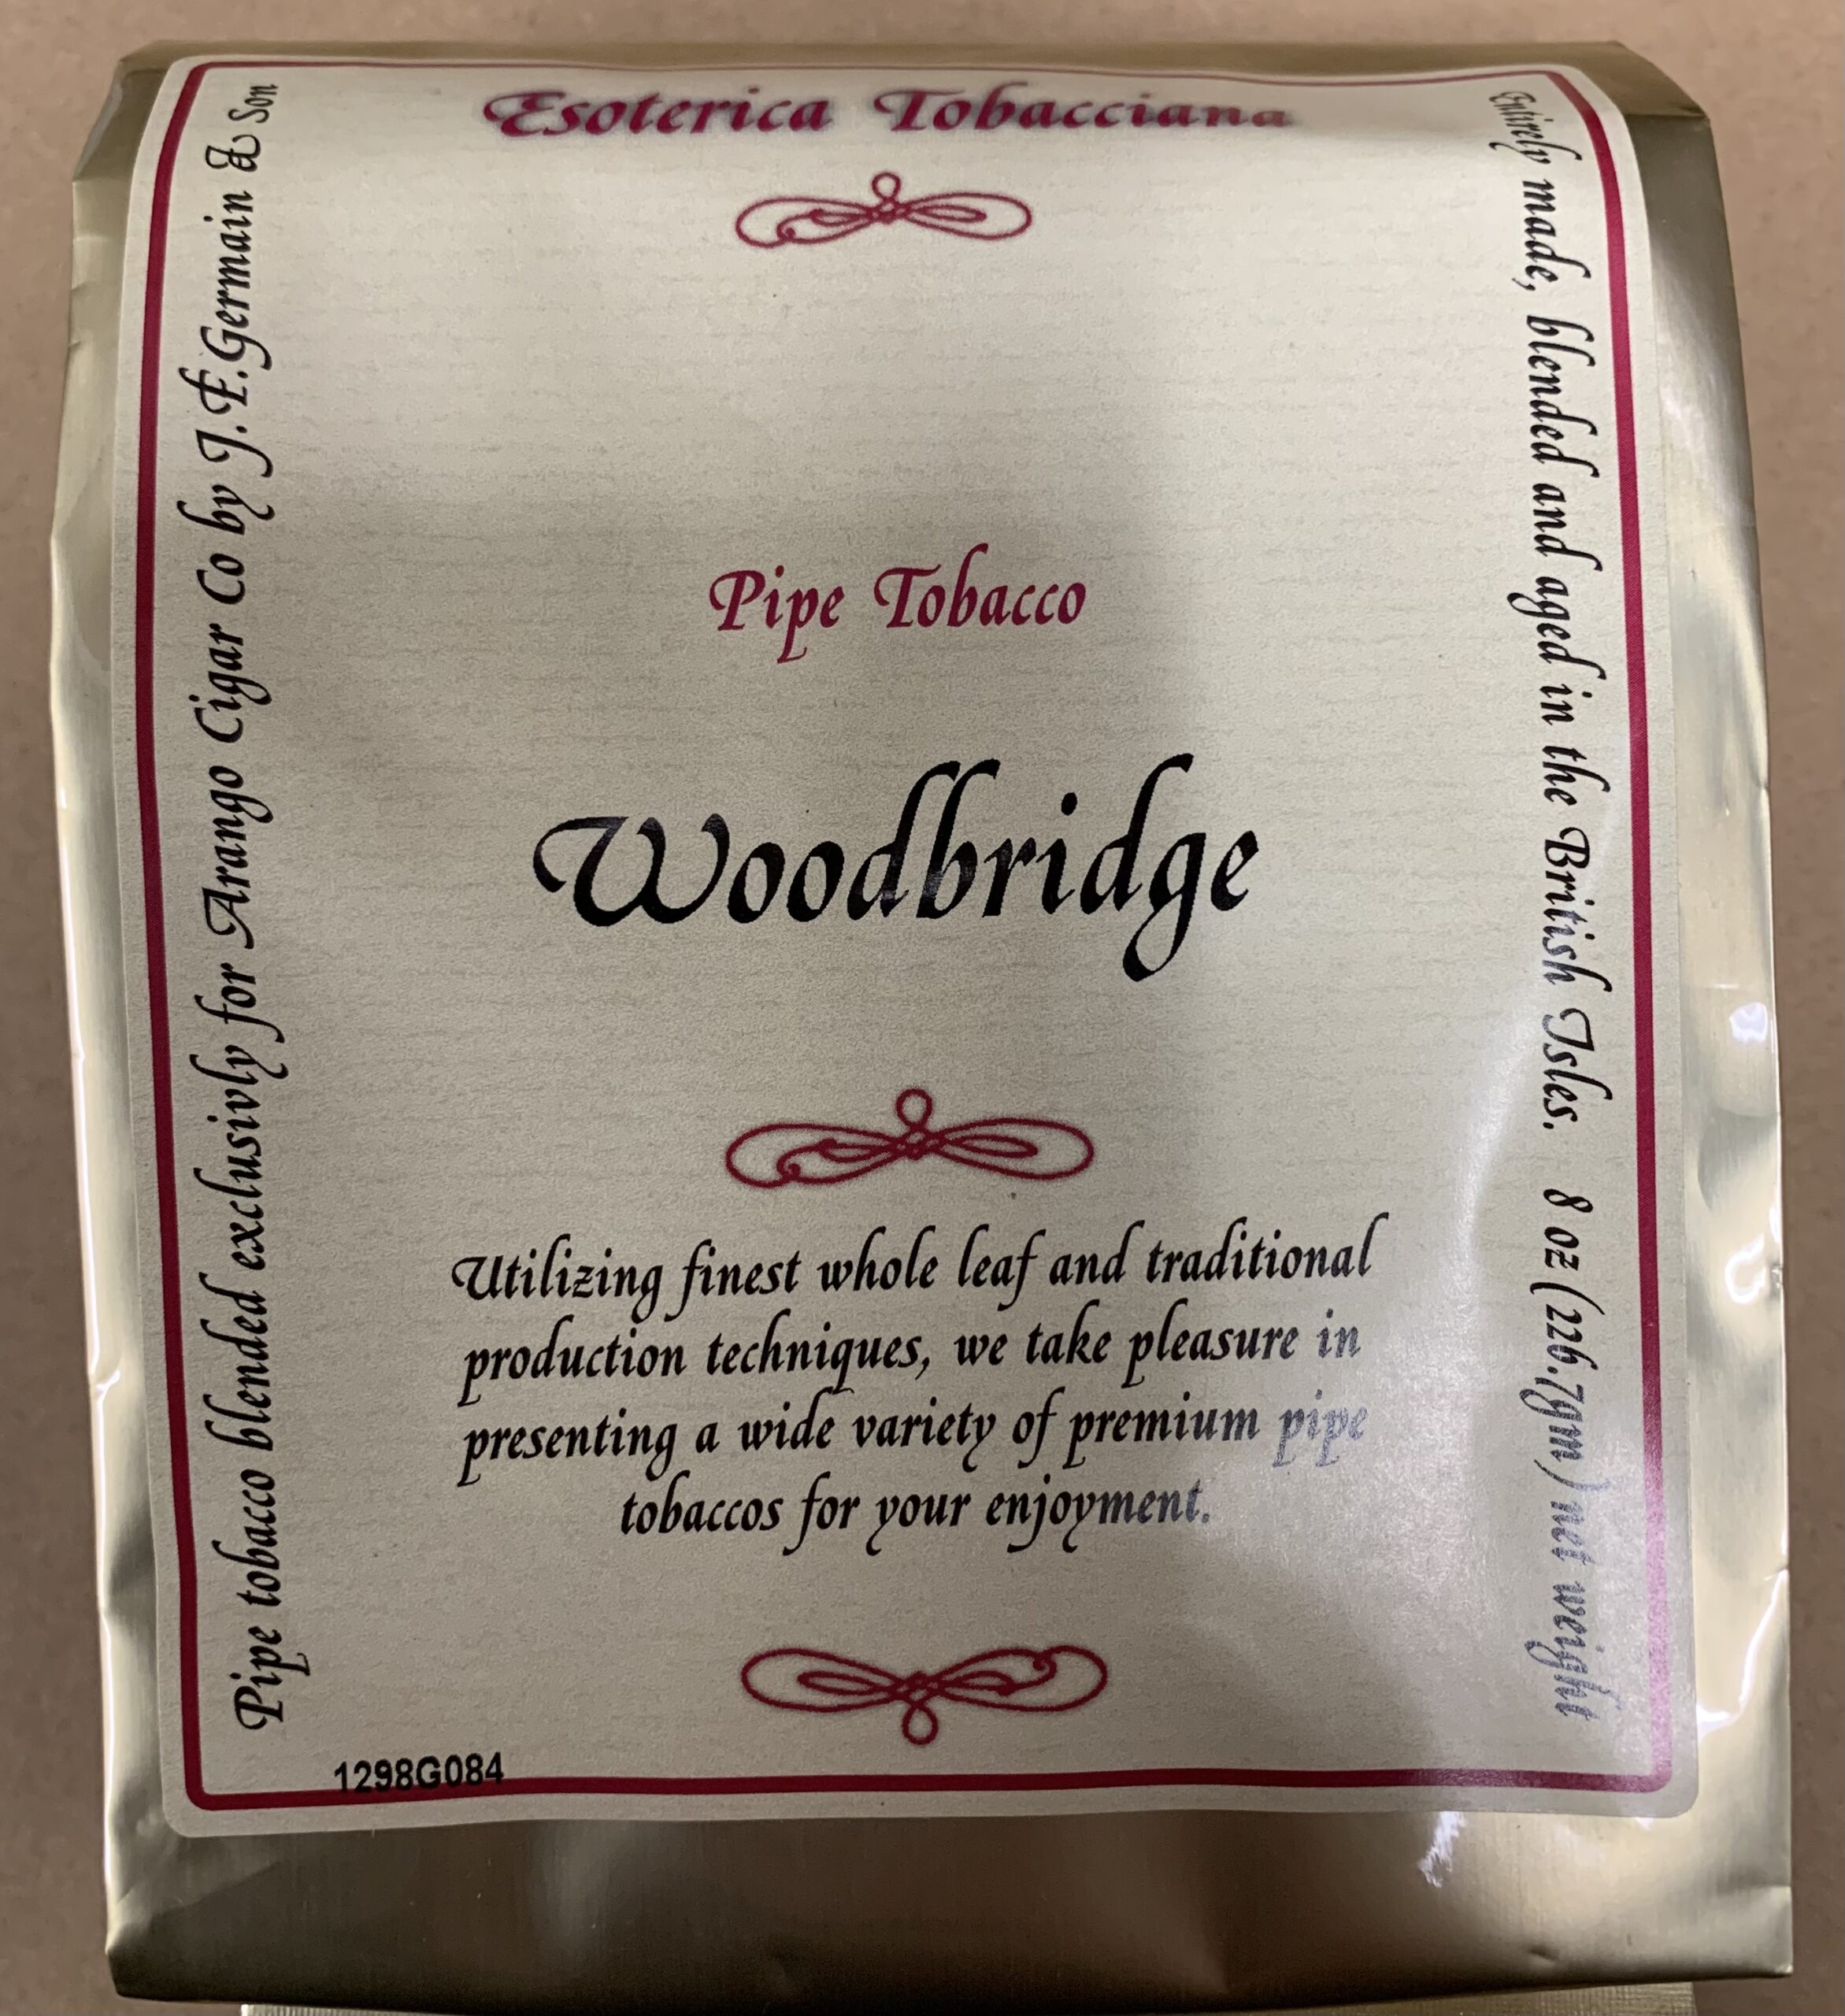 Esoterica Tobacciana
Pipe Tobacco
Woodbridge
Utilizing finest whole leaf and traditional
production techniques, we take pleasure in
presenting a wide variety of premium pipe
tobaccos for your enjoyment.
Pipe tobacco blended exclusivly for Arango Cigar Co by J.E.Germain & Son
Entirely made, blended and aged in the British Isles. 8 oz (226.7gm) net weight
1298G084